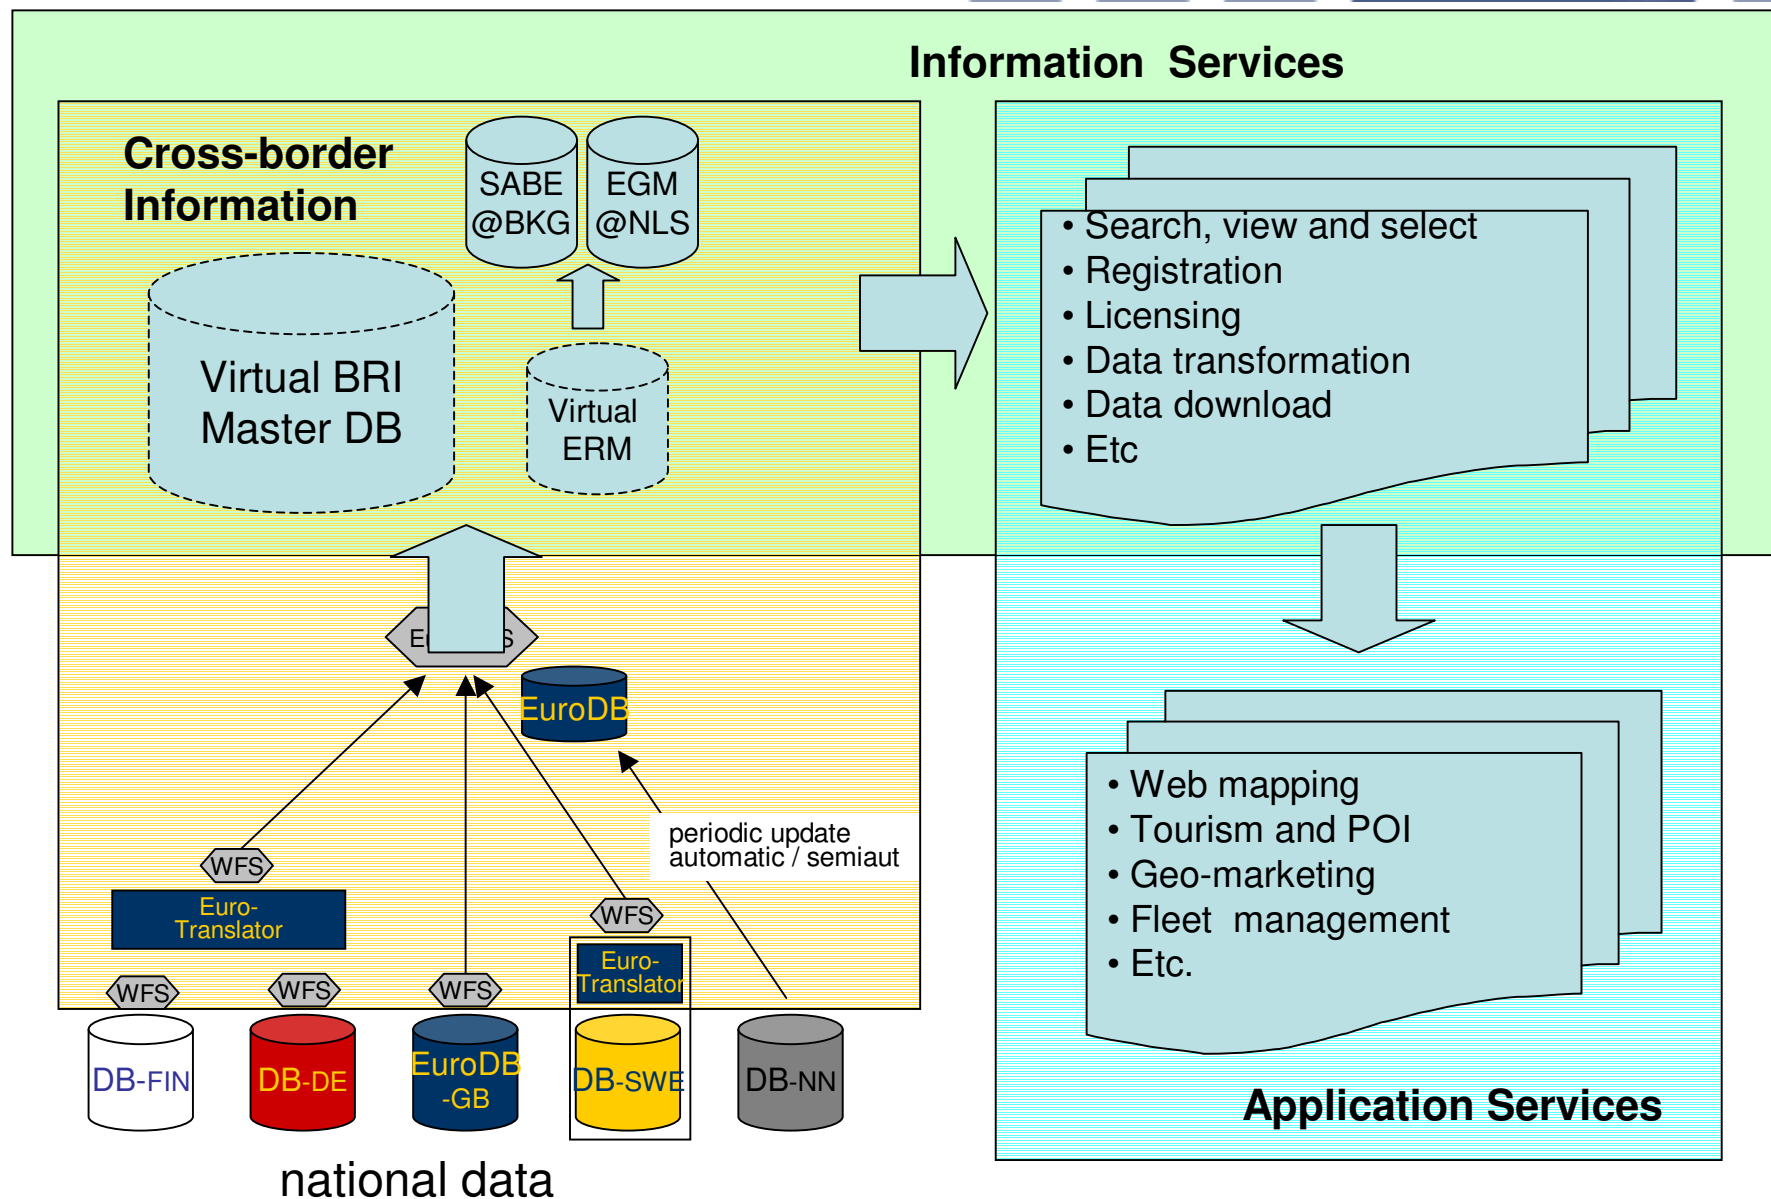 Information Services
Cross-border
Information
SABE
@BKG
EGM
@NLS
Virtual BRI
Master DB
Virtual
ERM
• Search, view and select
• Registration
• Licensing
• Data transformation
• Data download
• Etc
EuroDB
periodic update
automatic / semiaut
WFS
Euro-
Translator
WFS
Euro-
Translator
WFS
WFS
WFS
DB-FIN
DB-DE
EuroDB
-GB
DB-SWE
DB-NN
national data
• Web mapping
• Tourism and POI
• Geo-marketing
• Fleet management
• Etc.
Application Services